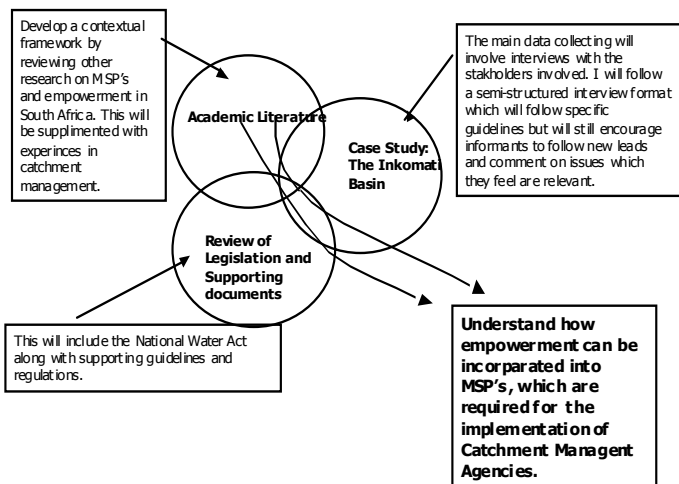 Develop a contextual
framework by
reviewing other
research on MSP's
and empowerment in
South Africa. This will
be supplimented with
experinces in
catchment
management.
The main data collecting will
involve interviews with the
stakholders involved. I will follow
a semi-structured interview format
which will follow specific
guidelines but will still encourage
informants to follow new leads
and comment on issues which
they feel are relevant.
Academic Literature
Case Study:
The Inkomati
Basin
Review of
Legislation and
Supporting
documents
This will include the National Water Act
along with supporting guidelines and
regulations.
Understand how
empowerment can be
incorparated into
MSP's, which are
required for the
implementation of
Catchment Managent
Agencies.